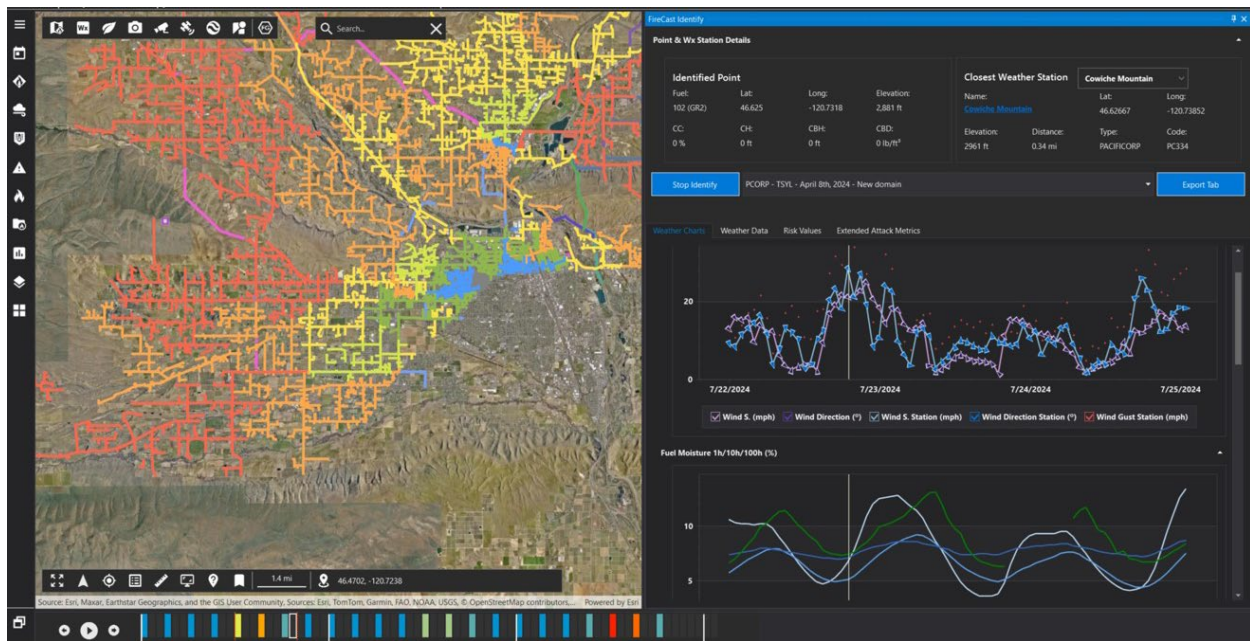 FireCast Identify
Wx
FG
Search...
Point & Wx Station Details
Identified Point
Fuel: Lat: Long: Elevation:
102 (GR2) 46.625 -120.7318 2,881 ft
CC: CH: CBH: CBD:
0 % 0 ft 0 ft 0 lb/ft³
Closest Weather Station Cowiche Mountain
Name: Lat: Long:
Cowiche Mountain 46.62667 -120.73852
Elevation: Distance: Type: Code:
2961 ft 0.34 mi PACIFICORP PC334
Stop Identify PCORP - TSYL - April 8th, 2024 - New domain Export Tab
Weather Charts Weather Data Risk Values Extended Attack Metrics
20
0
7/22/2024 7/23/2024 7/24/2024 7/25/2024
Wind S. (mph) Wind Direction (º) Wind S. Station (mph) Wind Direction Station (º) Wind Gust Station (mph)
Fuel Moisture 1h/10h/100h (%)
10
5
1.4 mi 46.4702, -120.7238
Source: Esri, Maxar, Earthstar Geographics, and the GIS User Community, Sources: Esri, TomTom, Garmin, FAO, NOAA, USGS, © OpenStreetMap contributors,... Powered by Esri